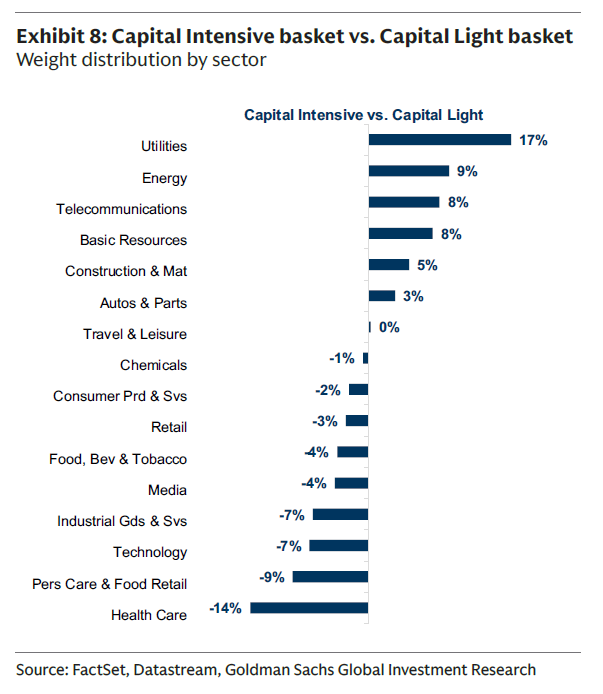 Exhibit 8: Capital Intensive basket vs. Capital Light basket
Weight distribution by sector
Capital Intensive vs. Capital Light
Utilities 17%
Energy 9%
Telecommunications 8%
Basic Resources 8%
Construction & Mat 5%
Autos & Parts 3%
Travel & Leisure 0%
Chemicals -1%
Consumer Prd & Svs -2%
Retail -3%
Food, Bev & Tobacco -4%
Media -4%
Industrial Gds & Svs -7%
Technology -7%
Pers Care & Food Retail -9%
Health Care -14%
Source: FactSet, Datastream, Goldman Sachs Global Investment Research